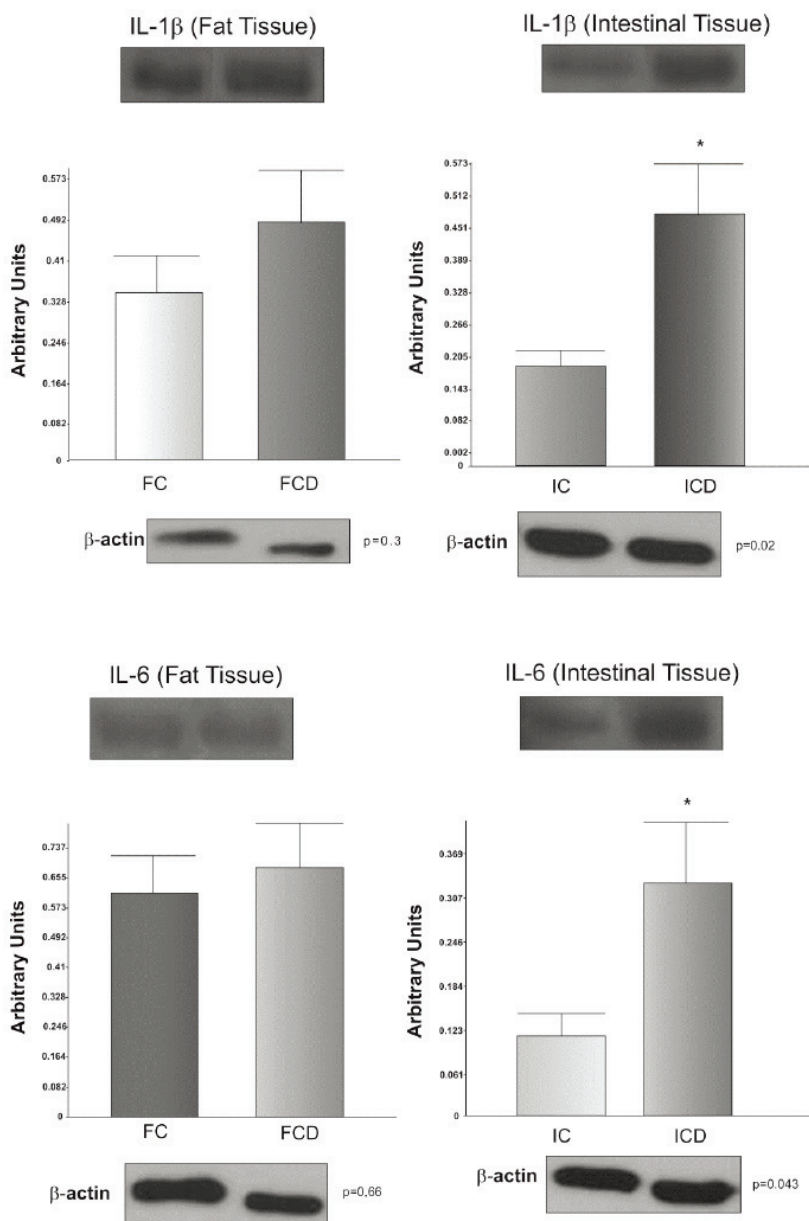 IL-1β (Fat Tissue)
0.573
0.492
0.41
0.328
0.246
0.164
0.082
0
Arbitrary Units
FC FCD
β-actin p=0.3
IL-1β (Intestinal Tissue)
*
0.573
0.512
0.451
0.389
0.328
0.266
0.205
0.143
0.082
0.002
0
Arbitrary Units
IC ICD
β-actin p=0.02
IL-6 (Fat Tissue)
0.737
0.655
0.573
0.492
0.41
0.328
0.246
0.164
0.082
0
Arbitrary Units
FC FCD
β-actin p=0.66
IL-6 (Intestinal Tissue)
*
0.369
0.307
0.246
0.184
0.123
0.061
0
Arbitrary Units
IC ICD
β-actin p=0.043